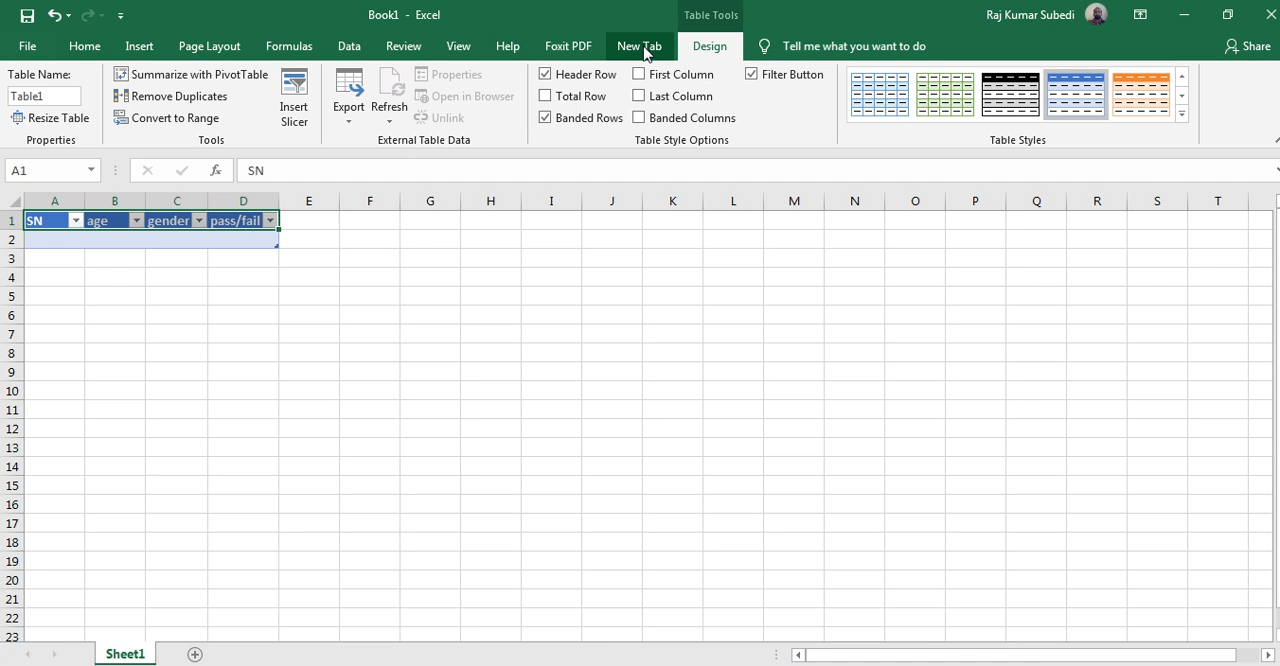 Book1 - Excel
Table Tools
Raj Kumar Subedi
File Home Insert Page Layout Formulas Data Review View Help Foxit PDF New Tab Design Tell me what you want to do Share
Table Name:
Table1
Resize Table
Properties
Summarize with PivotTable
Remove Duplicates
Convert to Range
Insert
Slicer
Tools
Export
Refresh
Properties
Open in Browser
Unlink
External Table Data
Header Row
Total Row
Banded Rows
First Column
Last Column
Banded Columns
Filter Button
Table Style Options
Table Styles
A1 fx SN
A B C D E F G H I J K L M N O P Q R S T
1 SN age gender pass/fail
2
3
4
5
6
7
8
9
10
11
12
13
14
15
16
17
18
19
20
21
22
23
Sheet1